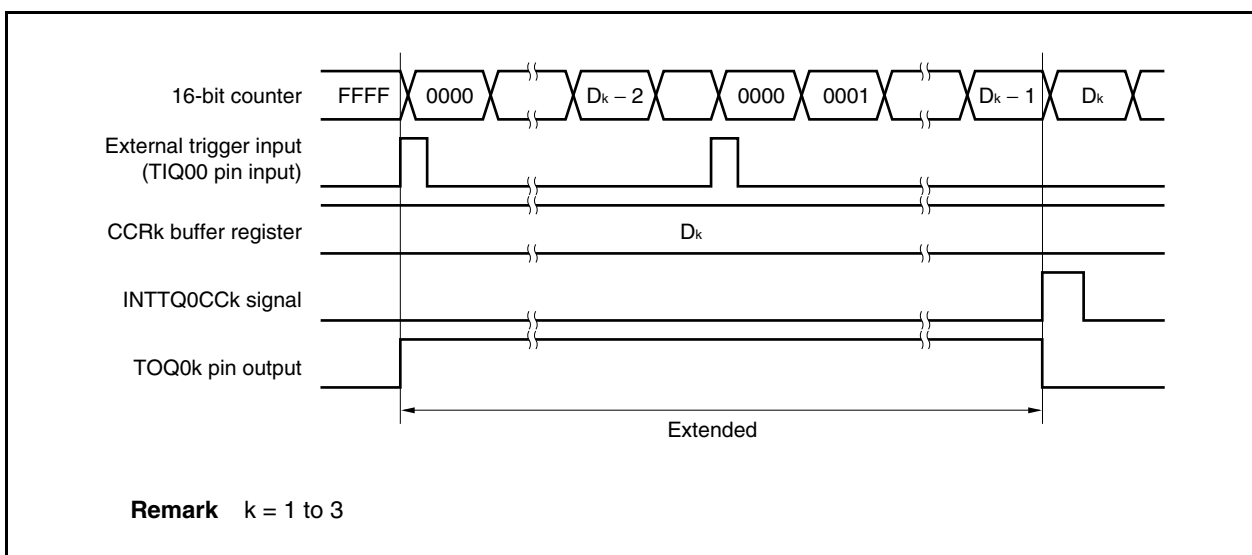 16-bit counter FFFF 0000 Dk − 2 0000 0001 Dk − 1 Dk
External trigger input
(TIQ00 pin input)
CCRk buffer register Dk
INTTQ0CCk signal
TOQ0k pin output
Extended
Remark k = 1 to 3